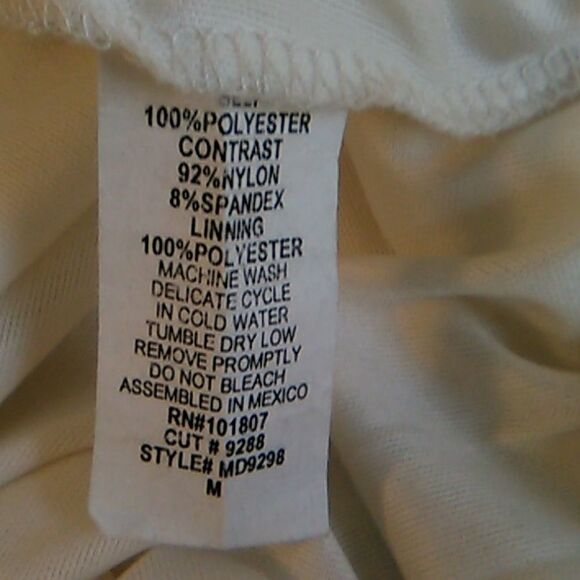 100%POLYESTER
CONTRAST
92%NYLON
8%SPANDEX
LINNING
100%POLYESTER
MACHINE WASH
DELICATE CYCLE
IN COLD WATER
TUMBLE DRY LOW
REMOVE PROMPTLY
DO NOT BLEACH
ASSEMBLED IN MEXICO
RN#101807
CUT # 9288
STYLE# MD9298
M